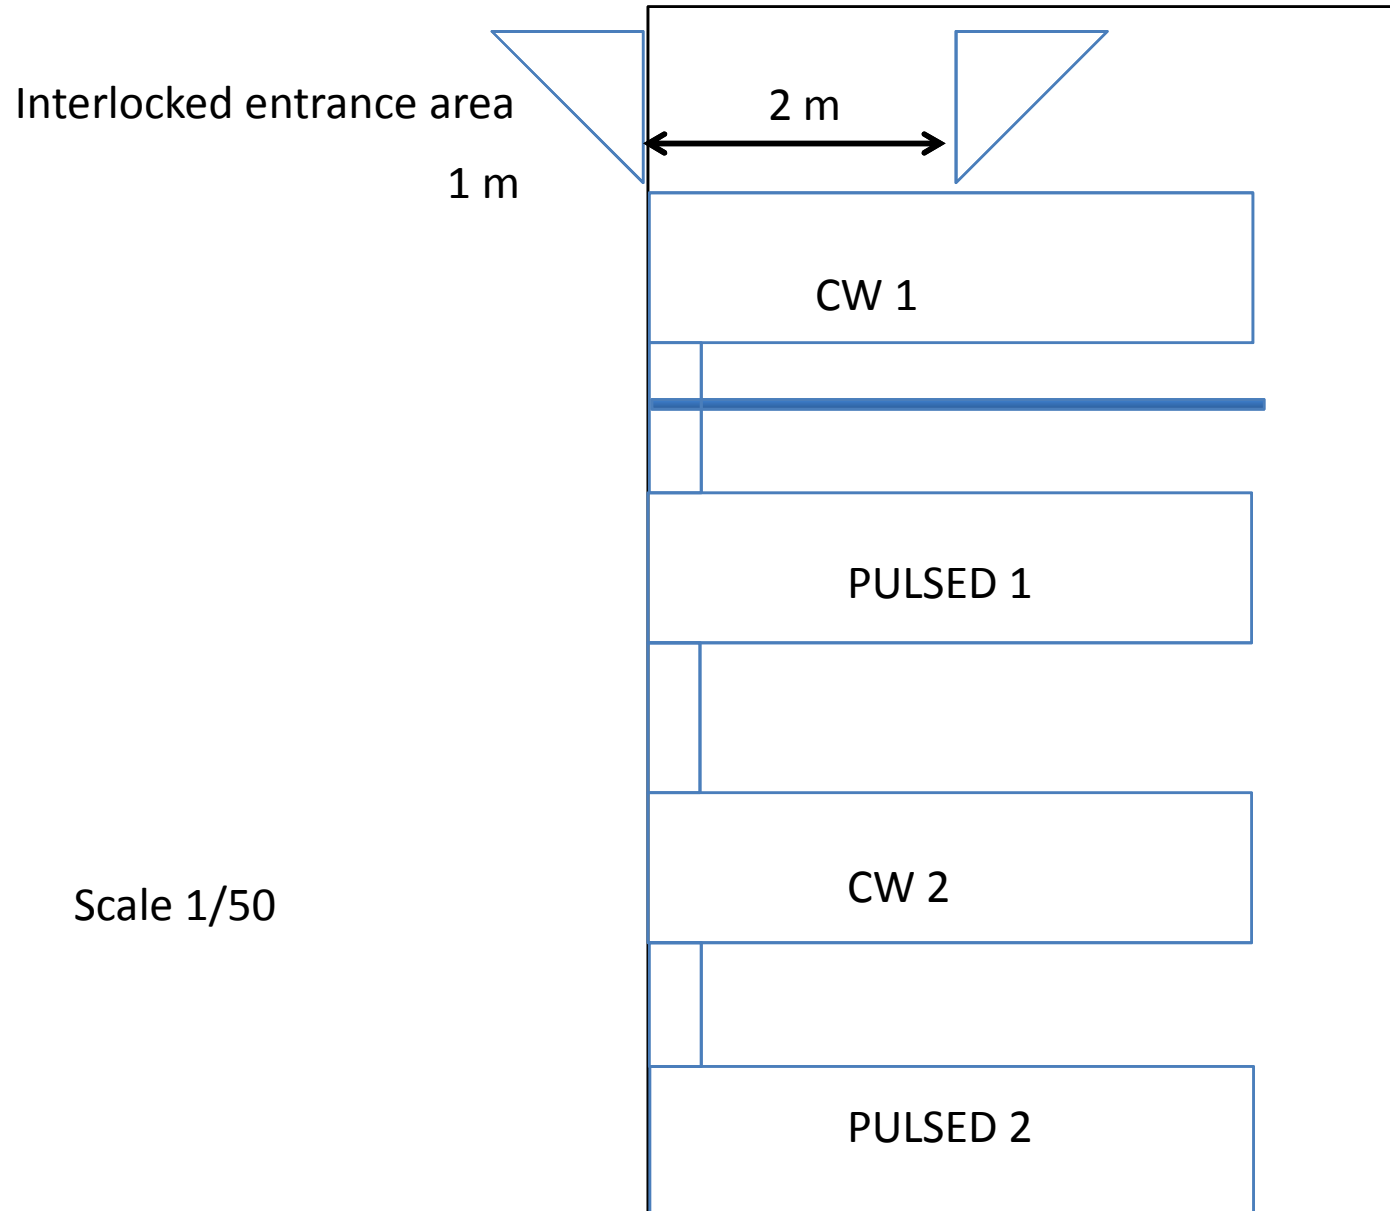 Interlocked entrance area
2 m
1 m
CW 1
PULSED 1
CW 2
Scale 1/50
PULSED 2